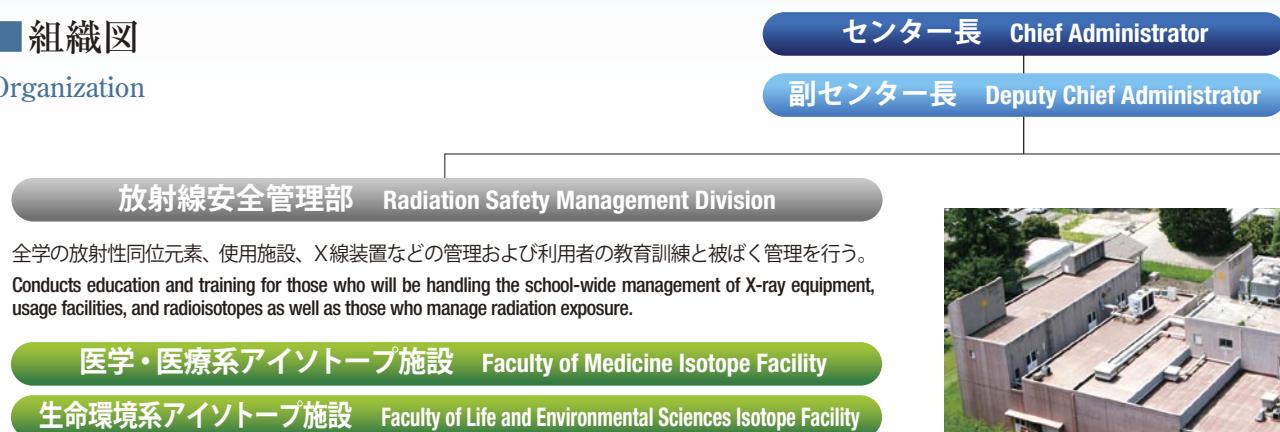 ■組織図
Organization
センター長 Chief Administrator
副センター長 Deputy Chief Administrator
放射線安全管理部 Radiation Safety Management Division
全学の放射性同位元素、使用施設、X線装置などの管理および利用者の教育訓練と被ばく管理を行う。
Conducts education and training for those who will be handling the school-wide management of X-ray equipment,
usage facilities, and radioisotopes as well as those who manage radiation exposure.
医学・医療系アイソトープ施設 Faculty of Medicine Isotope Facility
生命環境系アイソトープ施設 Faculty of Life and Environmental Sciences Isotope Facility